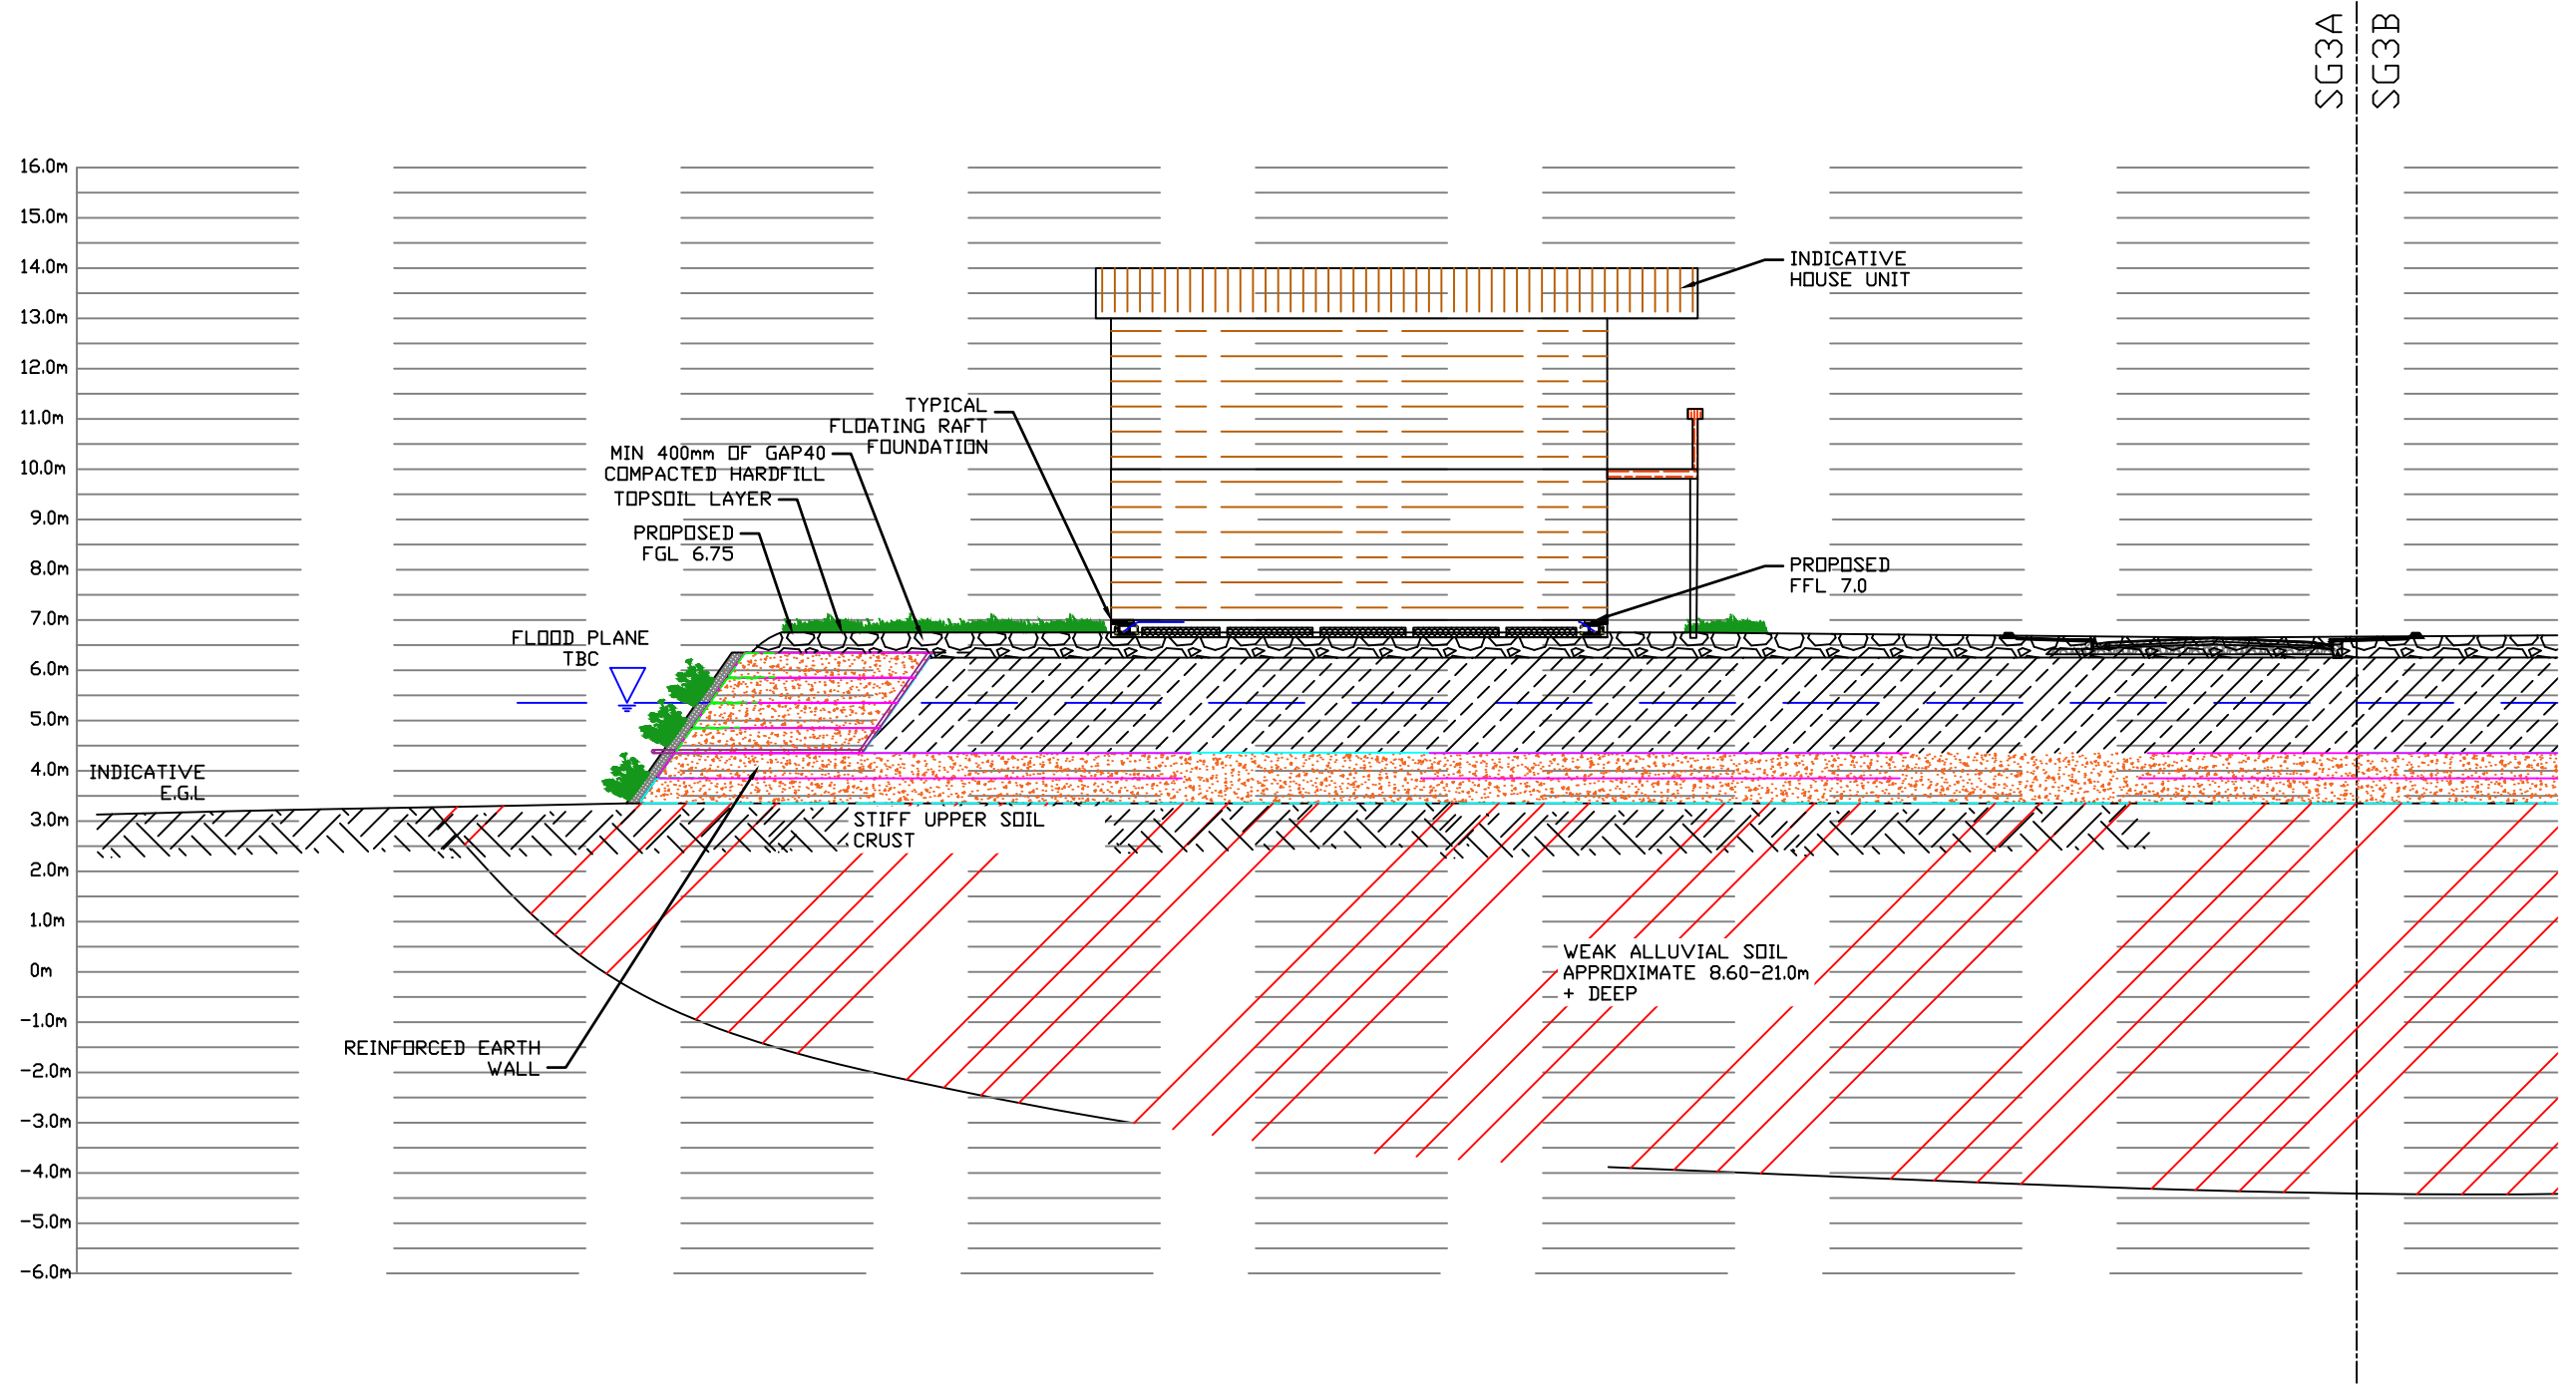 SG3A
SG3B
16.0m
15.0m
14.0m
13.0m
12.0m
11.0m
10.0m
9.0m
8.0m
7.0m
6.0m
5.0m
4.0m
3.0m
2.0m
1.0m
0m
-1.0m
-2.0m
-3.0m
-4.0m
-5.0m
-6.0m
INDICATIVE
HOUSE UNIT
TYPICAL
FLOATING RAFT
FOUNDATION
MIN 400mm OF GAP40
COMPACTED HARDFILL
TOPSOIL LAYER
PROPOSED
FGL 6.75
PROPOSED
FFL 7.0
FLOOD PLANE
TBC
INDICATIVE
E.G.L
STIFF UPPER SOIL
CRUST
WEAK ALLUVIAL SOIL
APPROXIMATE 8.60-21.0m
+ DEEP
REINFORCED EARTH
WALL